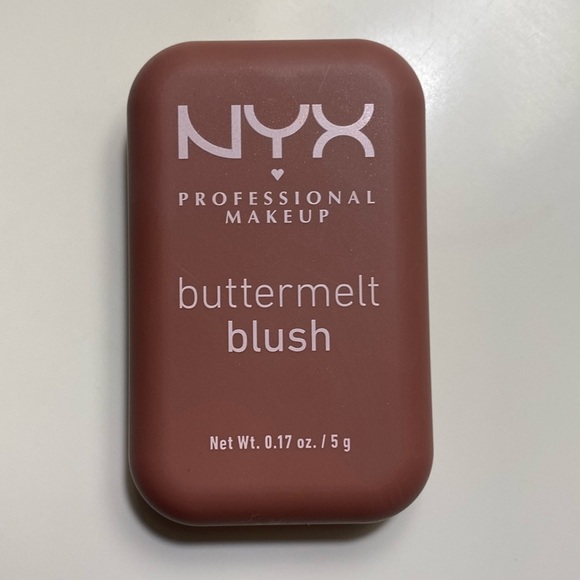 NYX
PROFESSIONAL
MAKEUP
buttermelt
blush
Net Wt. 0.17 oz. / 5 g